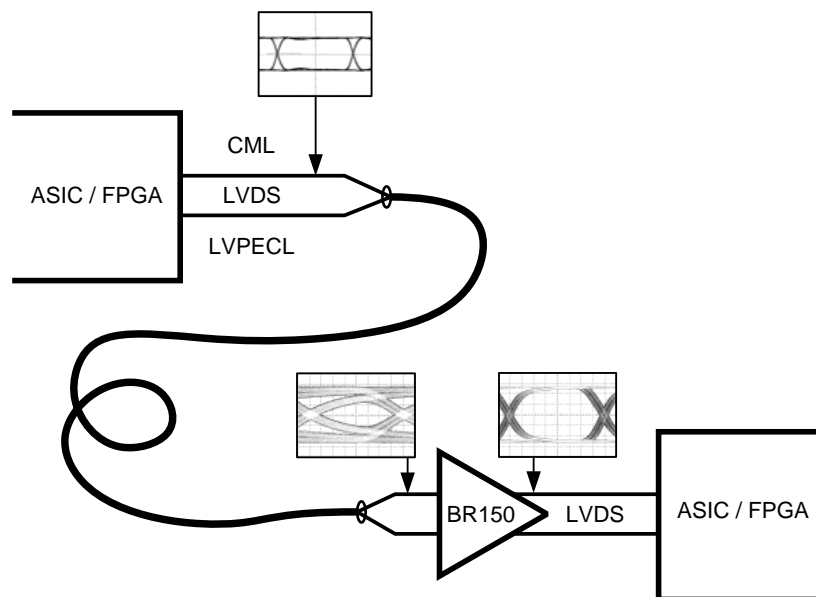 CML
ASIC / FPGA
LVDS
LVPECL
BR150
LVDS
ASIC / FPGA